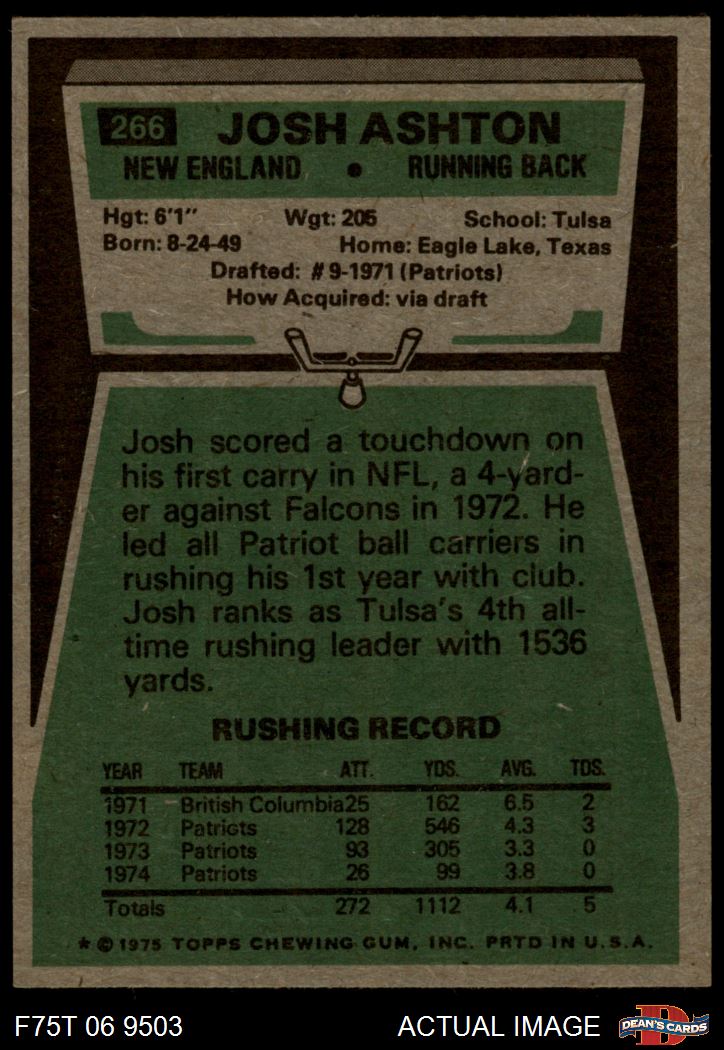 266 JOSH ASHTON
NEW ENGLAND • RUNNING BACK
Hgt: 6'1" Wgt: 205 School: Tulsa
Born: 8-24-49 Home: Eagle Lake, Texas
Drafted: #9-1971 (Patriots)
How Acquired: via draft
Josh scored a touchdown on
his first carry in NFL, a 4-yard-
er against Falcons in 1972. He
led all Patriot ball carriers in
rushing his 1st year with club.
Josh ranks as Tulsa's 4th all-
time rushing leader with 1536
yards.
RUSHING RECORD
YEAR TEAM ATT. YDS. AVG. TDS.
1971 British Columbia 25 162 6.5 2
1972 Patriots 128 546 4.3 3
1973 Patriots 93 305 3.3 0
1974 Patriots 26 99 3.8 0
Totals 272 1112 4.1 5
* © 1975 TOPPS CHEWING GUM, INC. PRTD IN U.S.A.
F75T 06 9503 ACTUAL IMAGE D DEAN'S CARDS